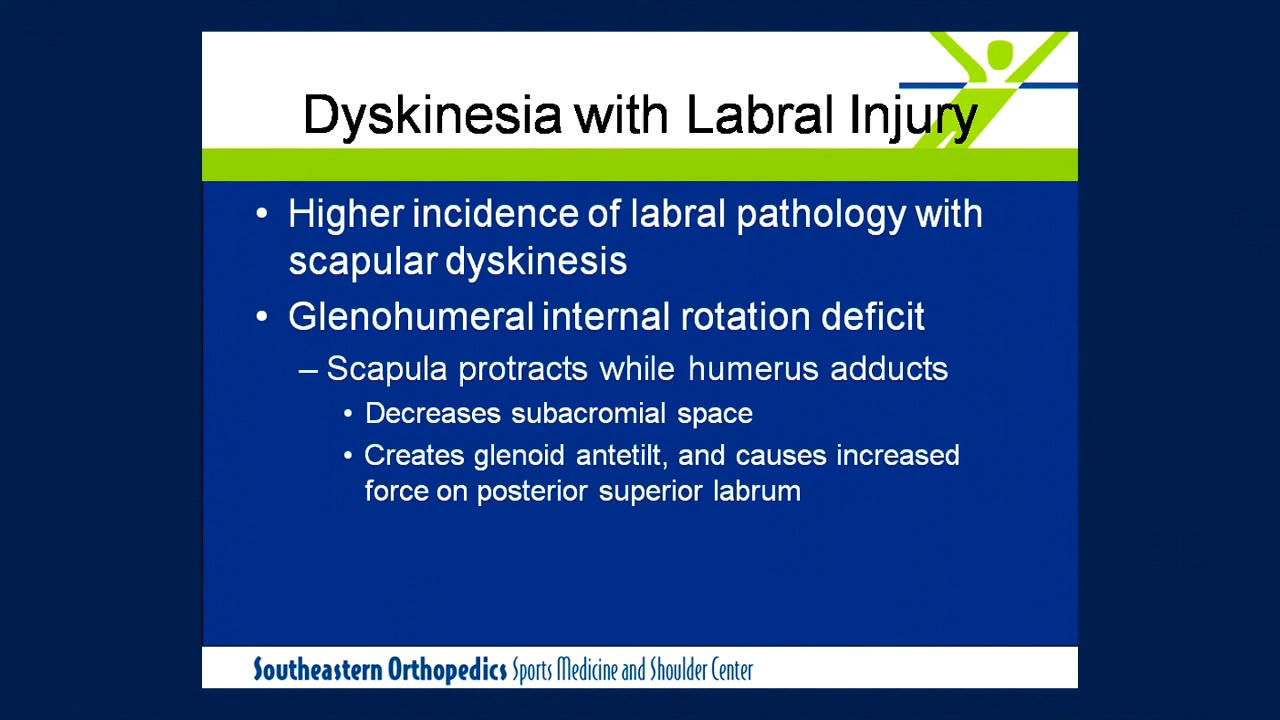 Dyskinesia with Labral Injury
• Higher incidence of labral pathology with
scapular dyskinesis
• Glenohumeral internal rotation deficit
– Scapula protracts while humerus adducts
• Decreases subacromial space
• Creates glenoid antetilt, and causes increased
force on posterior superior labrum
Southeastern Orthopedics Sports Medicine and Shoulder Center